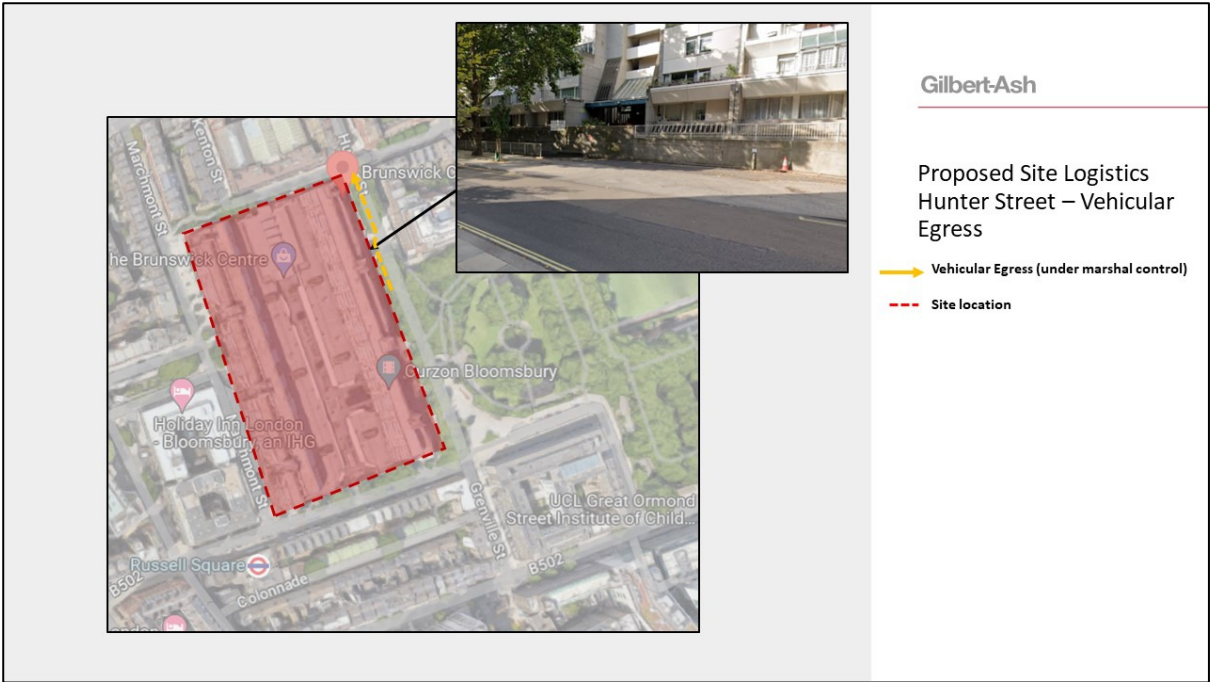 Gilbert-Ash
Proposed Site Logistics
Hunter Street – Vehicular
Egress
Vehicular Egress (under marshal control)
Site location
Marchmont St
Kenton St
Brunswick C
he Brunswick Centre
Curzon Bloomsbury
Holiday Inn London
- Bloomsbury, an IHG
Marchmont St
Grenville St
UCL Great Ormond
Street Institute of Child...
Russell Square
B502
B502
Colonnade